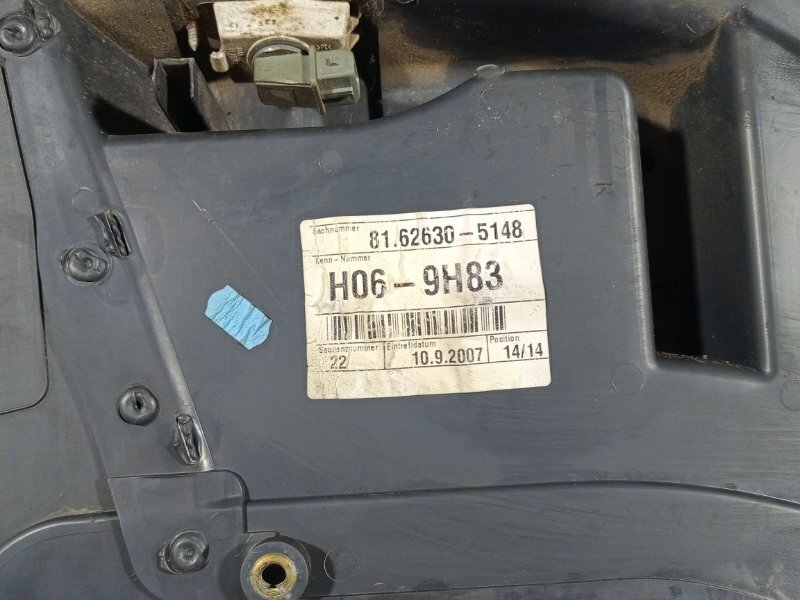 Sachnummer
81.62630-5148
Kenn-Nummer
H06-9H83
Sequenznummer
22
Eintreffdatum
10.9.2007
Position
14/14